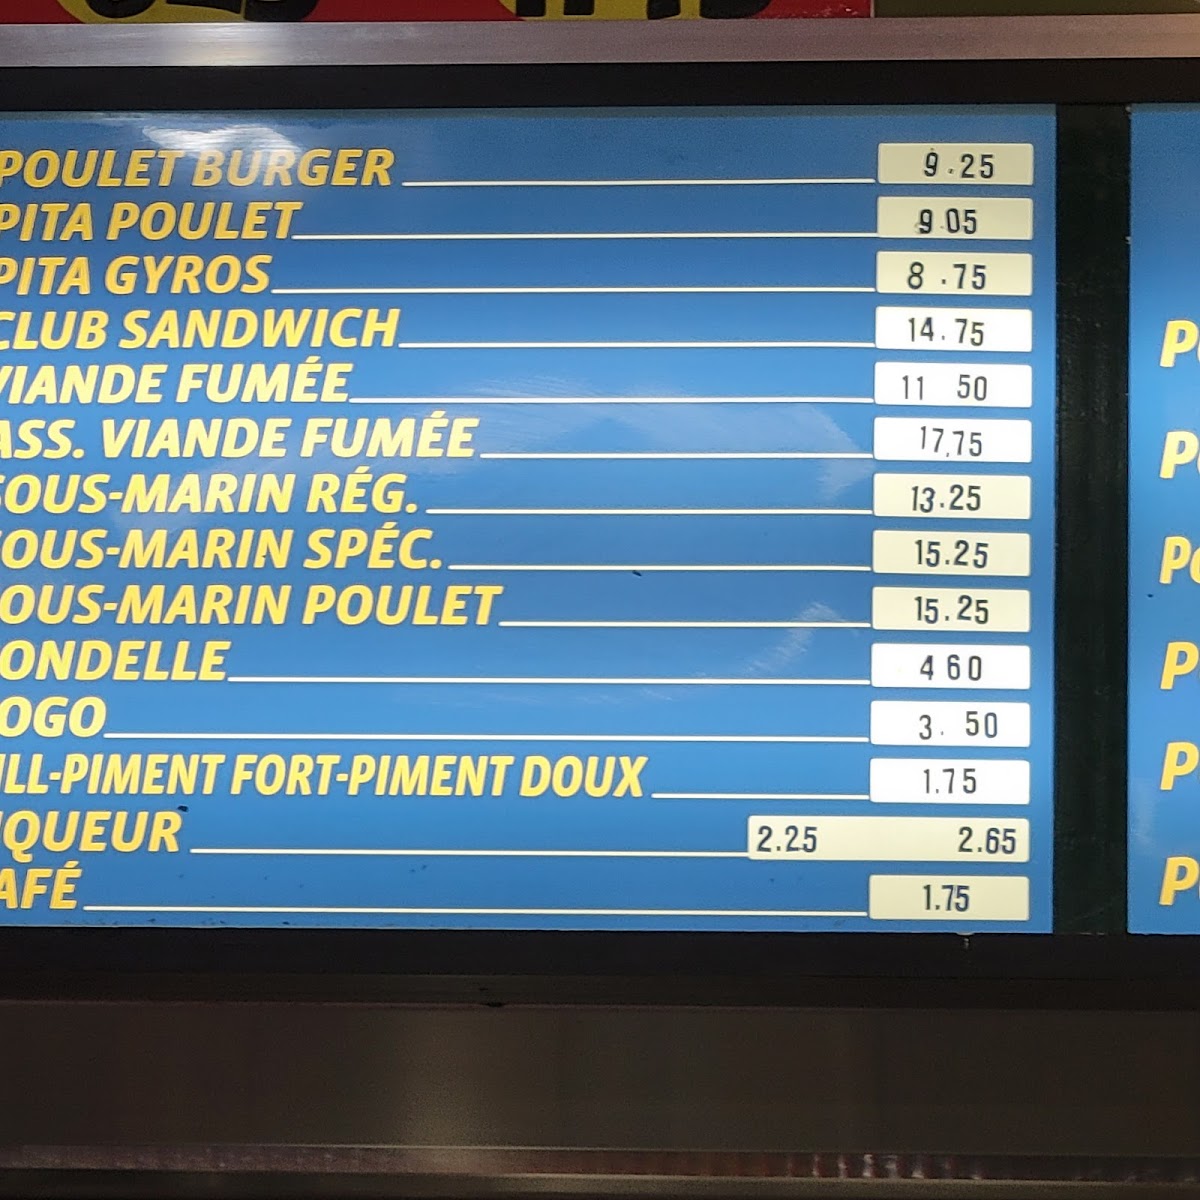 POULET BURGER 9.25
PITA POULET 9.05
PITA GYROS 8.75
CLUB SANDWICH 14.75
VIANDE FUMÉE 11 50
ASS. VIANDE FUMÉE 17,75
SOUS-MARIN RÉG. 13.25
SOUS-MARIN SPÉC. 15.25
OUS-MARIN POULET 15.25
ONDELLE 4 60
OGO 3. 50
ILL-PIMENT FORT-PIMENT DOUX 1.75
IQUEUR 2.25 2.65
AFÉ 1.75